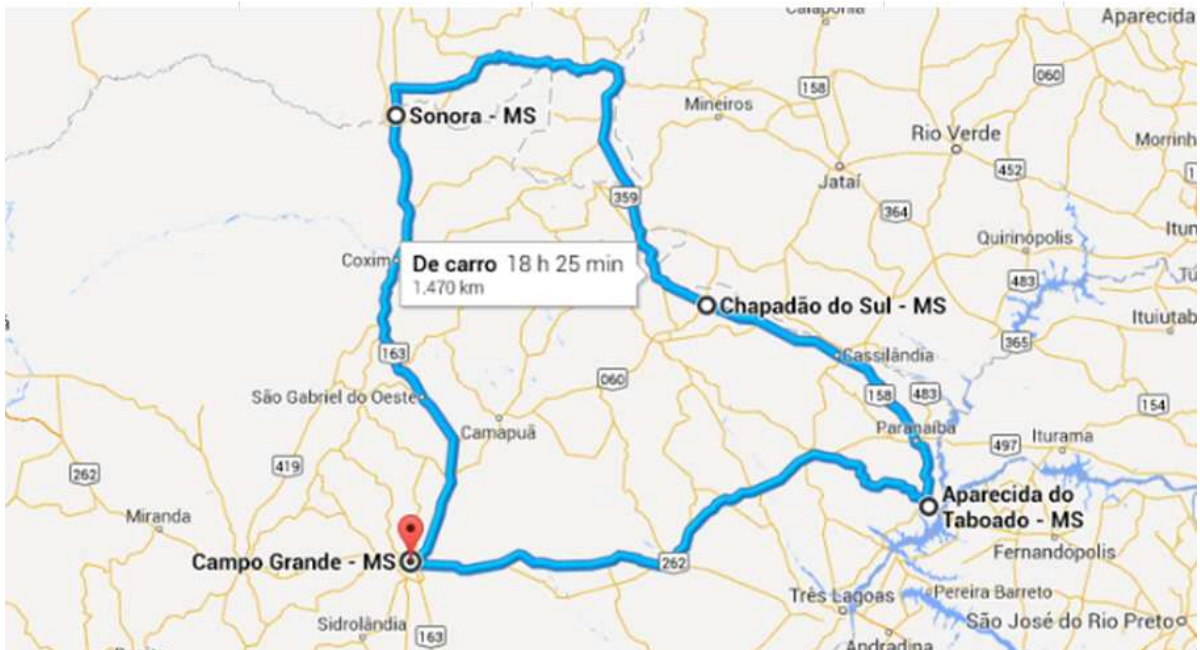 Aparecida
060
158
Mineiros
Sonora - MS
Rio Verde
Morrinh
452
Jataí
359
364
Itun
Quirinópolis
Coxim
De carro 18 h 25 min
1.470 km
483
Chapadão do Sul - MS
Ituiutab
365
163
Cassilândia
060
São Gabriel do Oeste
158
483
154
Camapuã
Paranaíba
497
Iturama
419
262
Aparecida do
Taboado - MS
Miranda
Fernandópolis
Campo Grande - MS
262
Três Lagoas
Pereira Barreto
Sidrolândia
163
São José do Rio Preto
Andradina